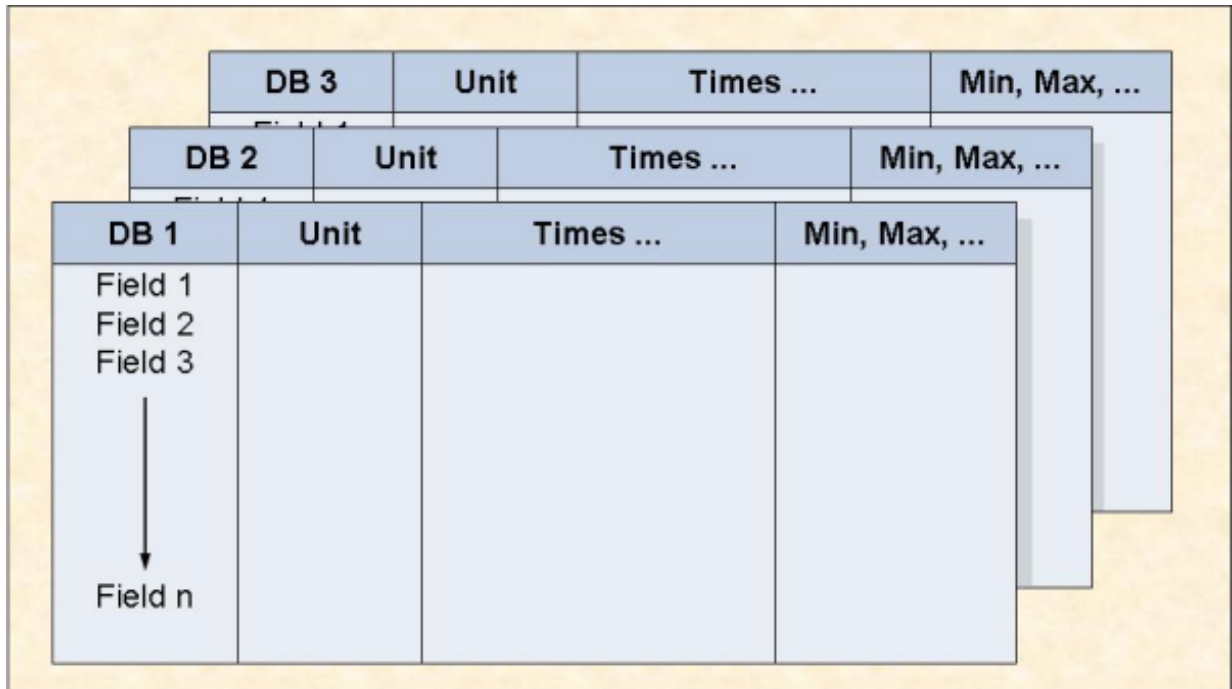 DB 3 Unit Times ... Min, Max, ...
DB 2 Unit Times ... Min, Max, ...
DB 1 Unit Times ... Min, Max, ...
Field 1
Field 2
Field 3
Field n